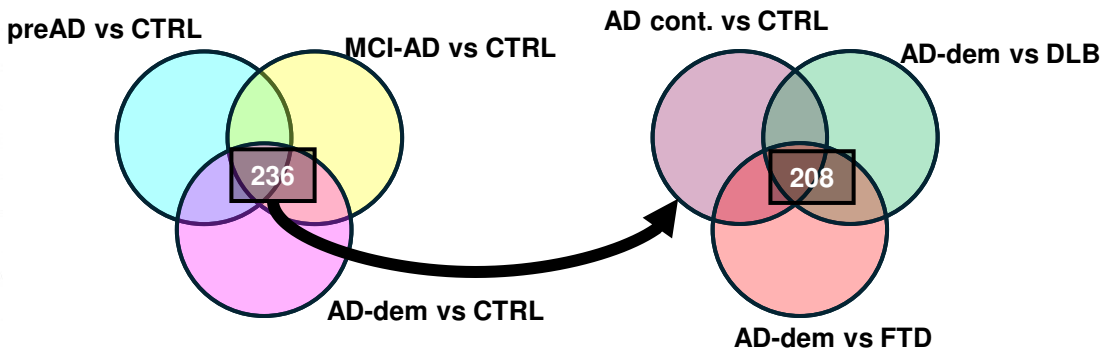 preAD vs CTRL
MCI-AD vs CTRL
236
AD-dem vs CTRL
AD cont. vs CTRL
AD-dem vs DLB
208
AD-dem vs FTD